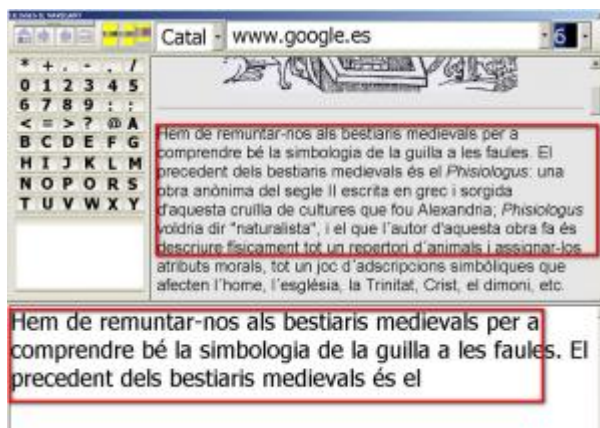 Catal www.google.es 6
* + , - . /
0 1 2 3 4 5
6 7 8 9 : ;
< = > ? @ A
B C D E F G
H I J K L M
N O P Q R S
T U V W X Y
Hem de remuntar-nos als bestiaris medievals per a
comprendre bé la simbologia de la guilla a les faules. El
precedent dels bestiaris medievals és el Phisiologus: una
obra anònima del segle II escrita en grec i sorgida
d'aquesta cruïlla de cultures que fou Alexandria; Phisiologus
voldria dir "naturalista", i el que l´autor d'aquesta obra fa és
descriure físicament tot un repertori d´animals i assignar-los
atributs morals, tot un joc d´adscripcions simbòliques que
afecten l´home, l´església, la Trinitat, Crist, el dimoni, etc.
Hem de remuntar-nos als bestiaris medievals per a
comprendre bé la simbologia de la guilla a les faules. El
precedent dels bestiaris medievals és el